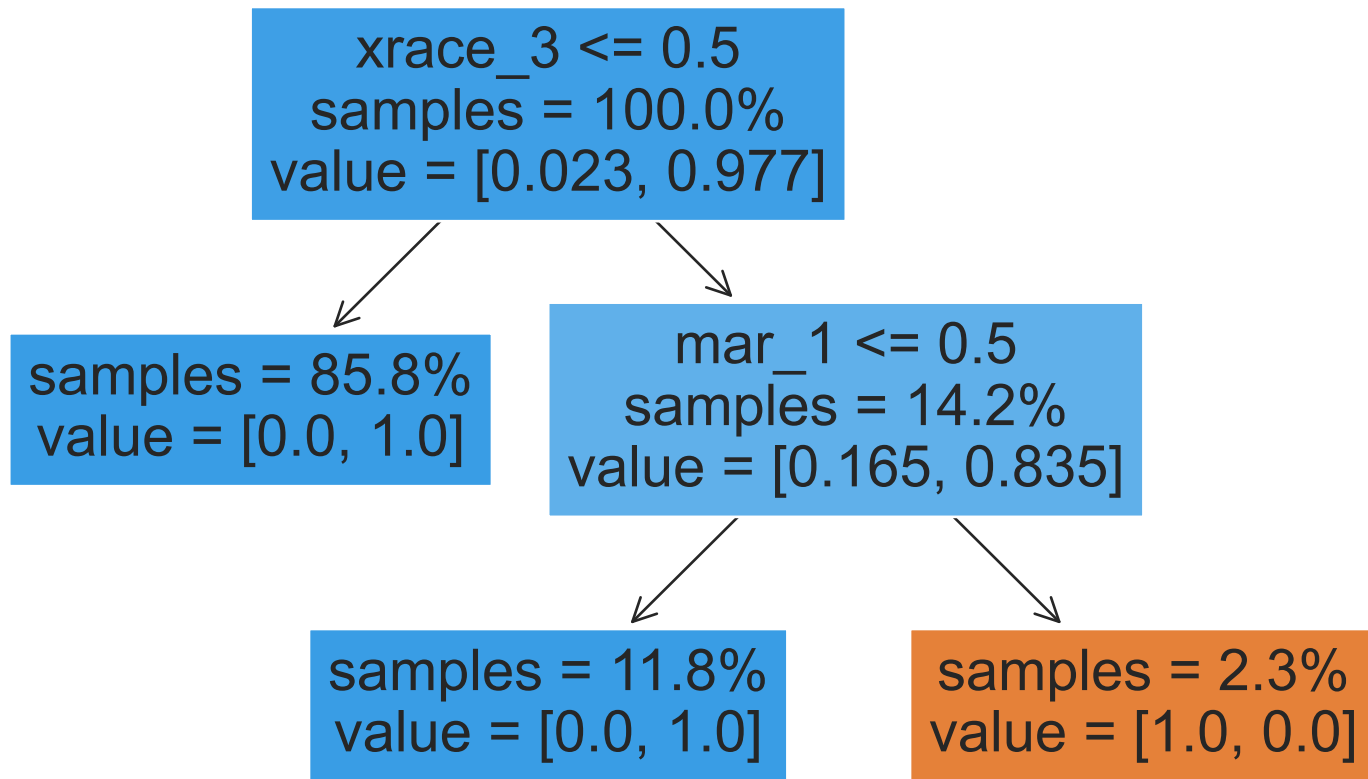 xrace_3 <= 0.5
samples = 100.0%
value = [0.023, 0.977]
samples = 85.8%
value = [0.0, 1.0]
mar_1 <= 0.5
samples = 14.2%
value = [0.165, 0.835]
samples = 11.8%
value = [0.0, 1.0]
samples = 2.3%
value = [1.0, 0.0]